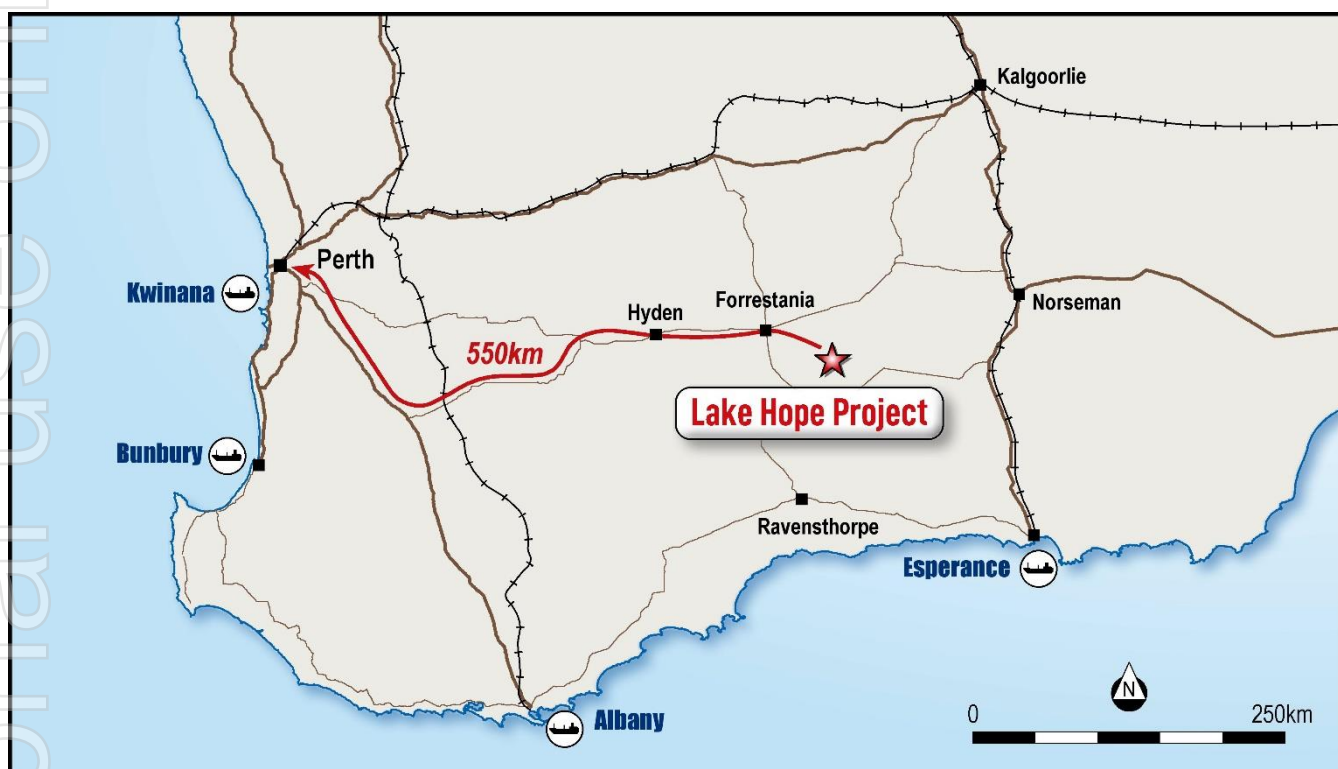 Kalgoorlie
Perth
Kwinana
Forrestania
Hyden
Norseman
550km
Lake Hope Project
Bunbury
Ravensthorpe
Esperance
Albany
N
0 250km